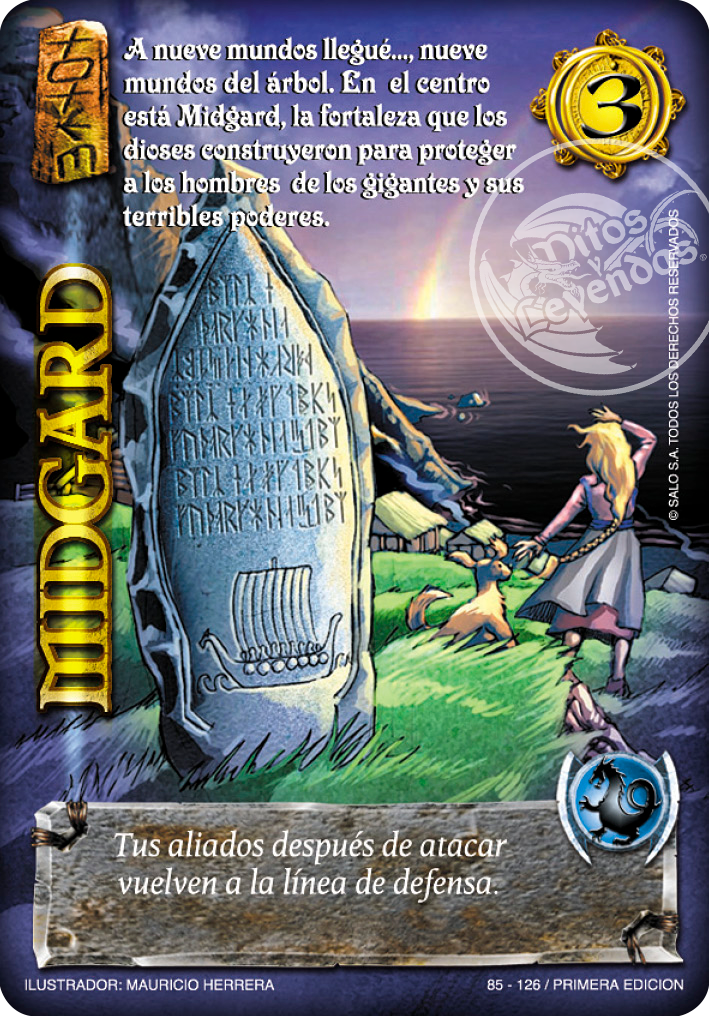 A nueve mundos llegué..., nueve
mundos del árbol. En el centro
está Midgard, la fortaleza que los
dioses construyeron para proteger
a los hombres de los gigantes y sus
terribles poderes.
3
Mitos
y
Leyendas
®
© SALO S.A. TODOS LOS DERECHOS RESERVADOS
MIDGARD
Tus aliados después de atacar
vuelven a la línea de defensa.
ILUSTRADOR: MAURICIO HERRERA
85 - 126 / PRIMERA EDICION